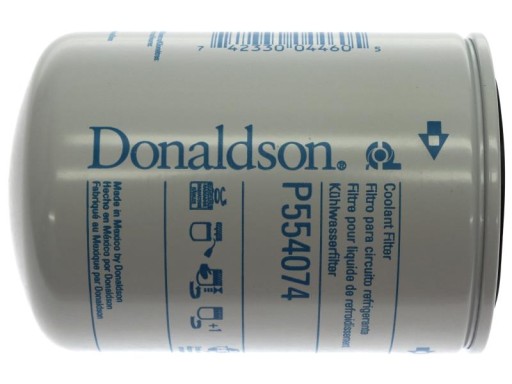 7 42330 04460 5
Donaldson®
P554074
Coolant Filter
Filtro para circuito refrigerante
Filtre pour liquide de refroidissement
Kühlwasserfilter
+1
Made in Mexico by Donaldson
Hecho en México por Donaldson
Fabriqué au Mexique par Donaldson